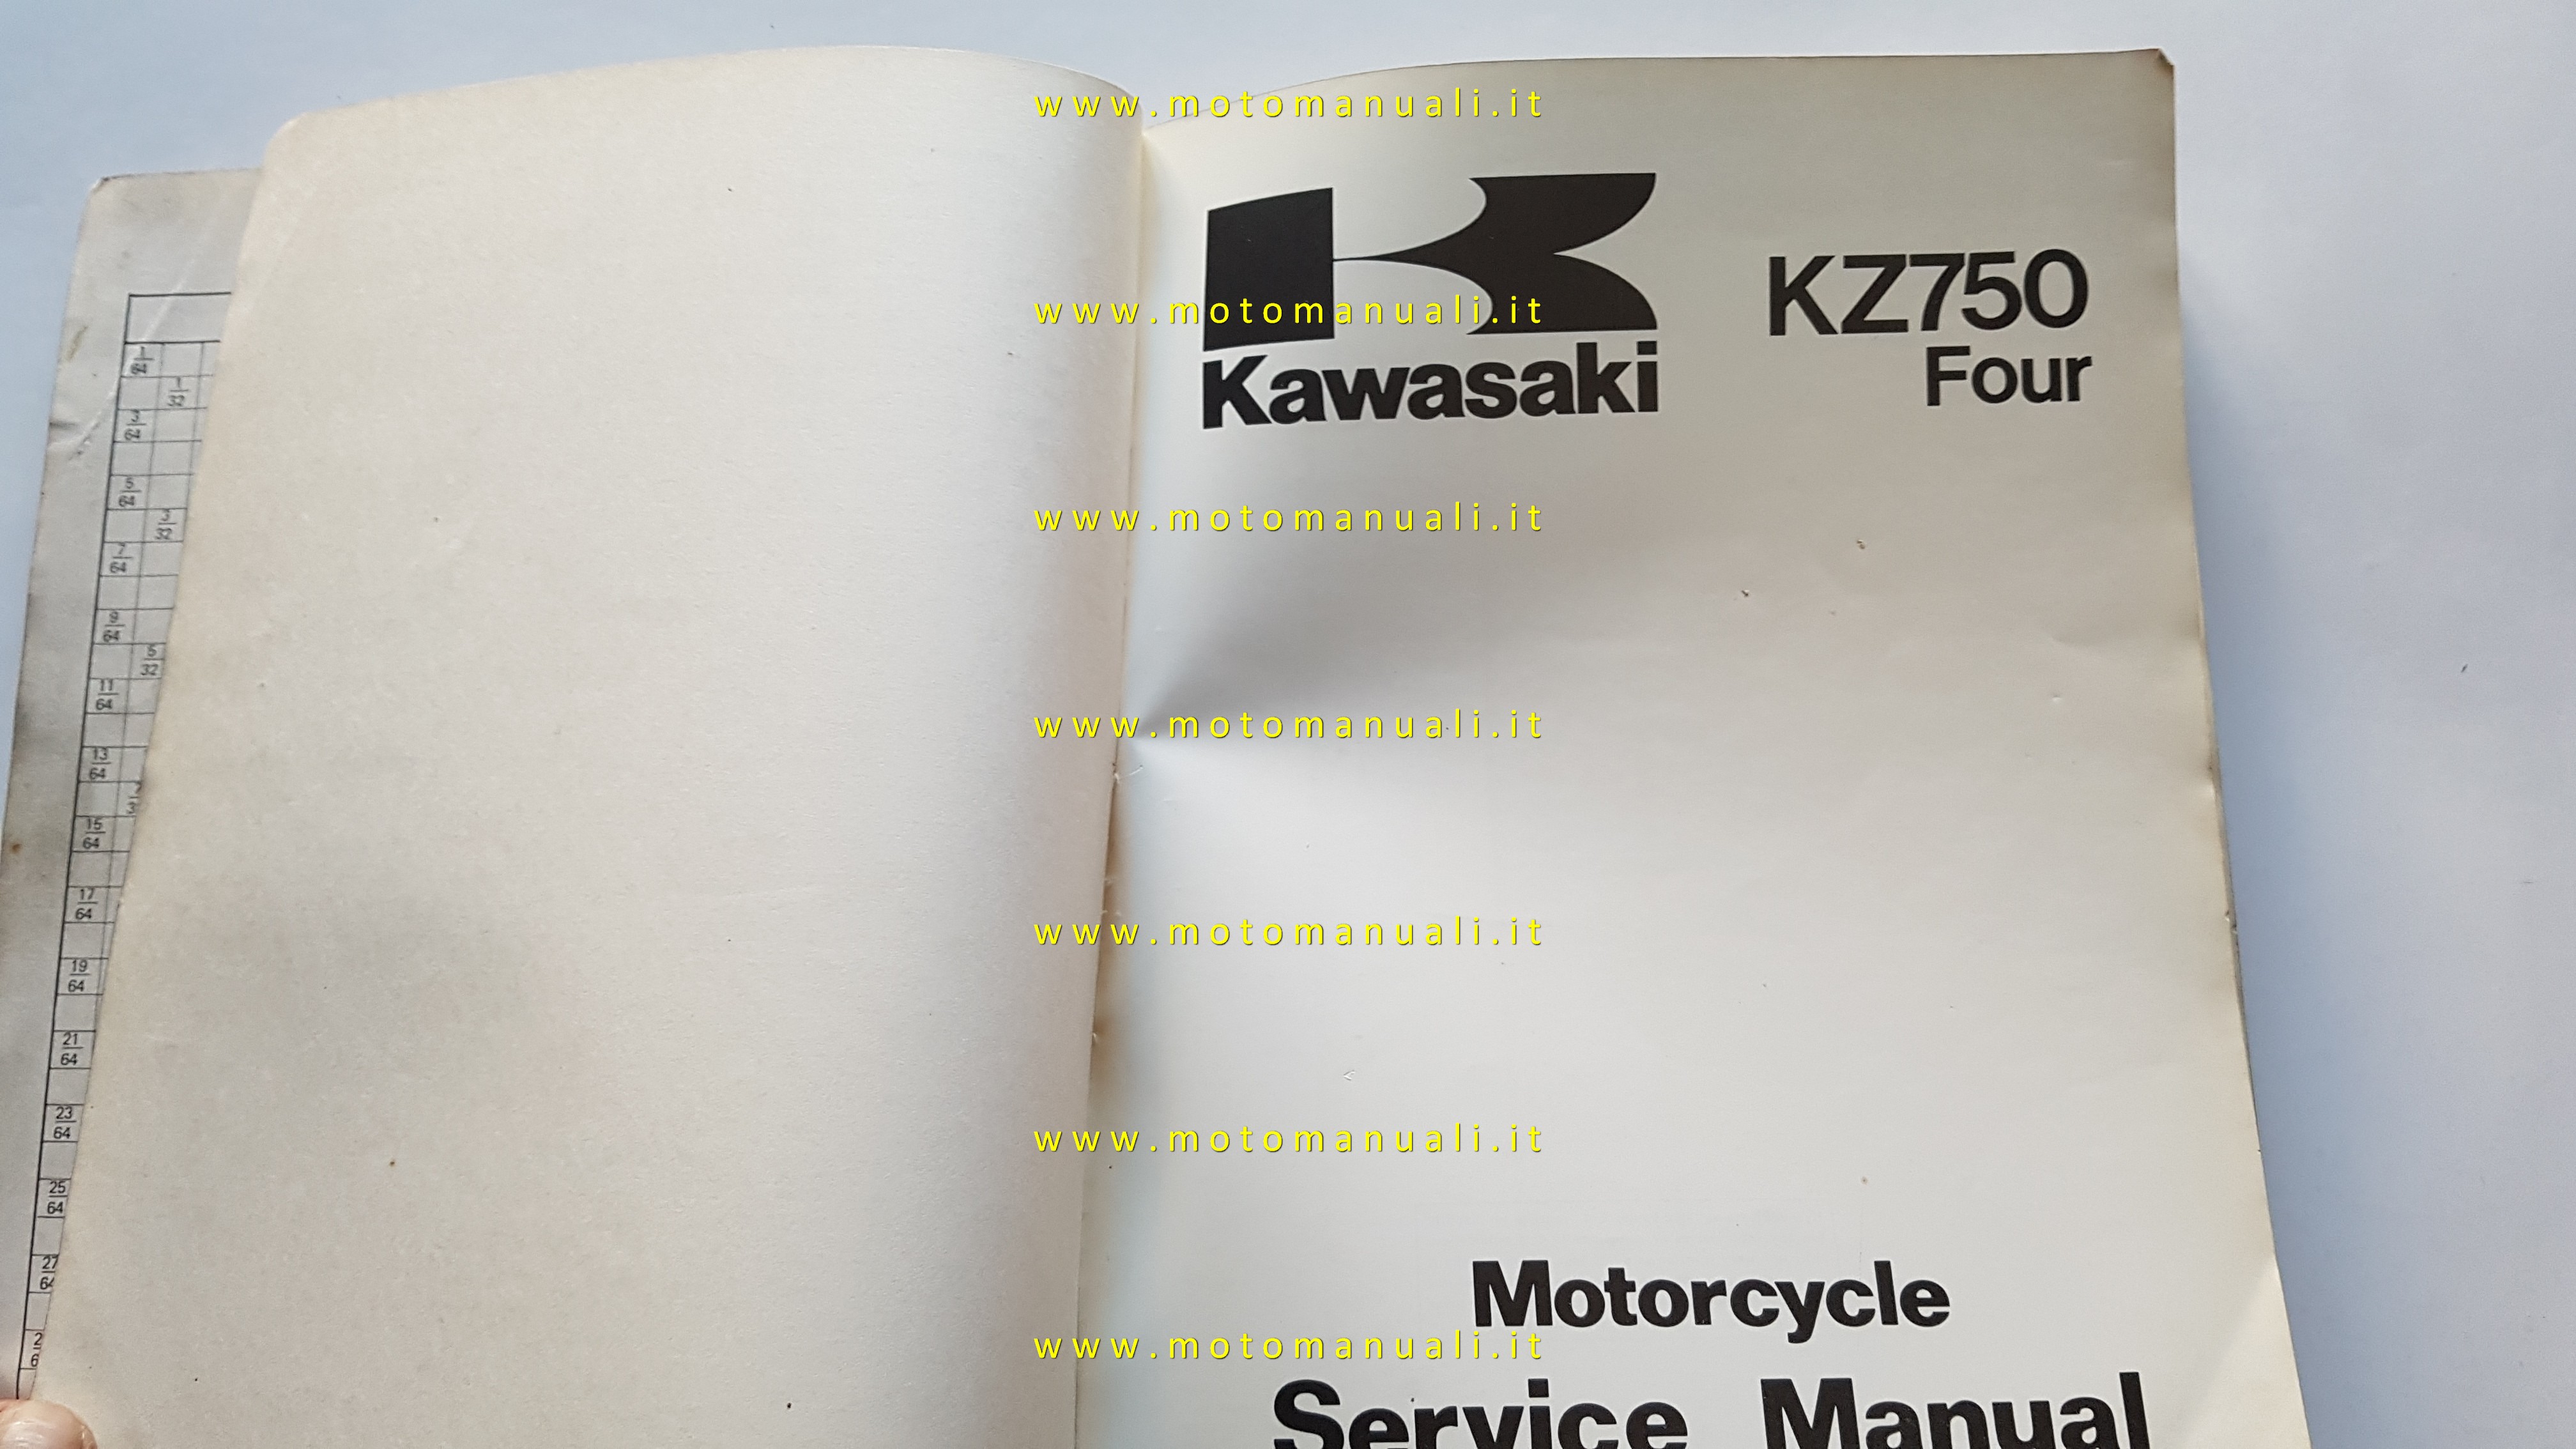 www.motomanuali.it
KZ750
www.motomanuali.it
Four
Kawasaki
www.motomanuali.it
www.motomanuali.it
www.motomanuali.it
www.motomanuali.it
Motorcycle
www.motomanuali.it
Service Manual
1/64
1/32
3/64
5/64
3/32
7/64
9/64
5/32
11/64
13/64
15/64
17/64
19/64
21/64
23/64
25/64
27/64